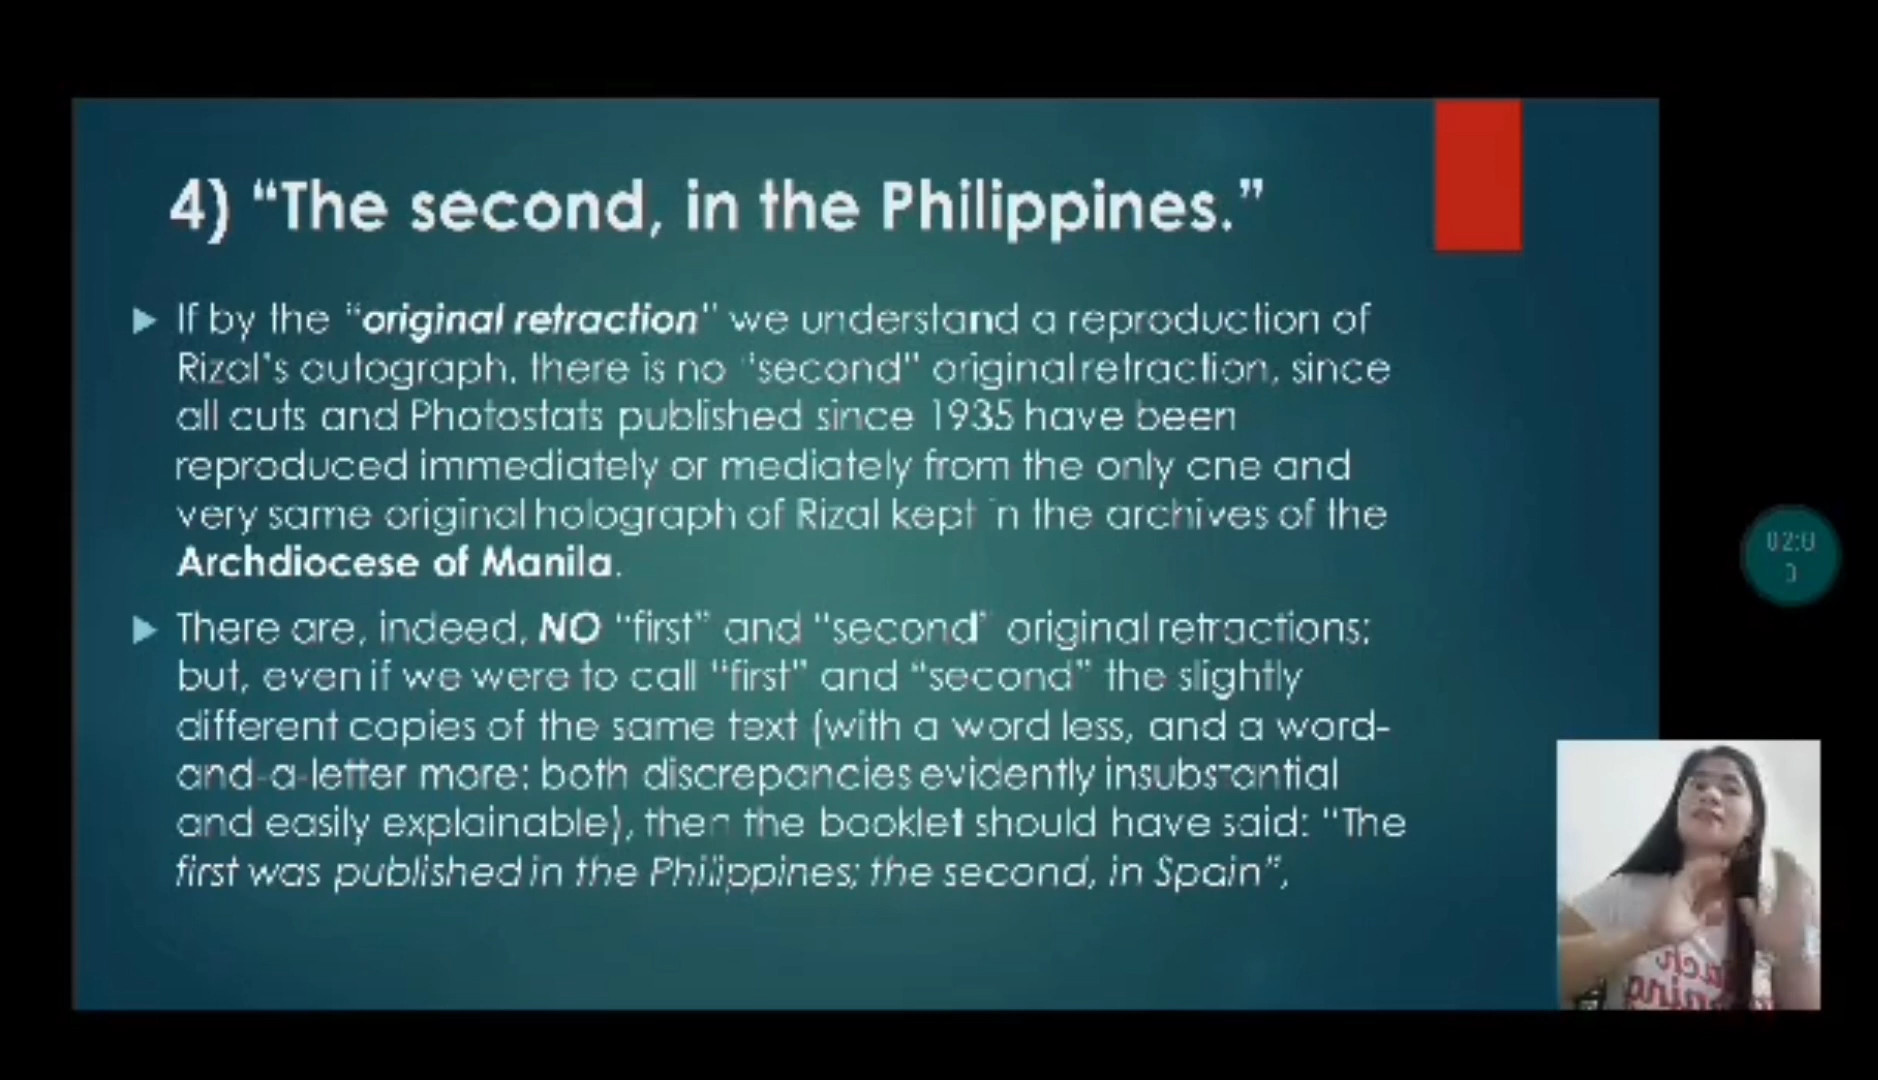 4) “The second, in the Philippines.”
If by the “original retraction” we understand a reproduction of
Rizal’s autograph, there is no “second” original retraction, since
all cuts and Photostats published since 1935 have been
reproduced immediately or mediately from the only one and
very same original holograph of Rizal kept in the archives of the
Archdiocese of Manila.
There are, indeed, NO “first” and “second” original retractions;
but, even if we were to call “first” and “second” the slightly
different copies of the same text (with a word less, and a word-
and-a-letter more; both discrepancies evidently insubstantial
and easily explainable), then the booklet should have said: “The
first was published in the Philippines; the second, in Spain”,